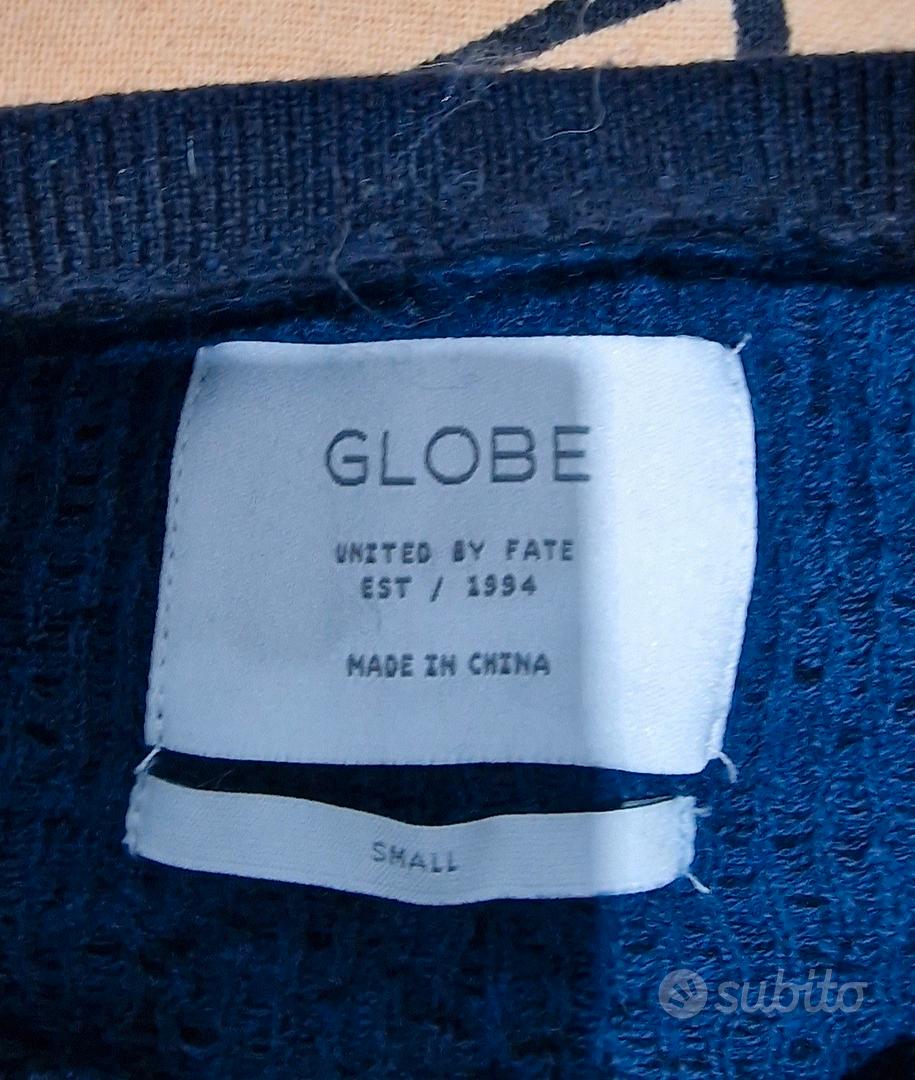 GLOBE
UNITED BY FATE
EST / 1994
MADE IN CHINA
SMALL
subito